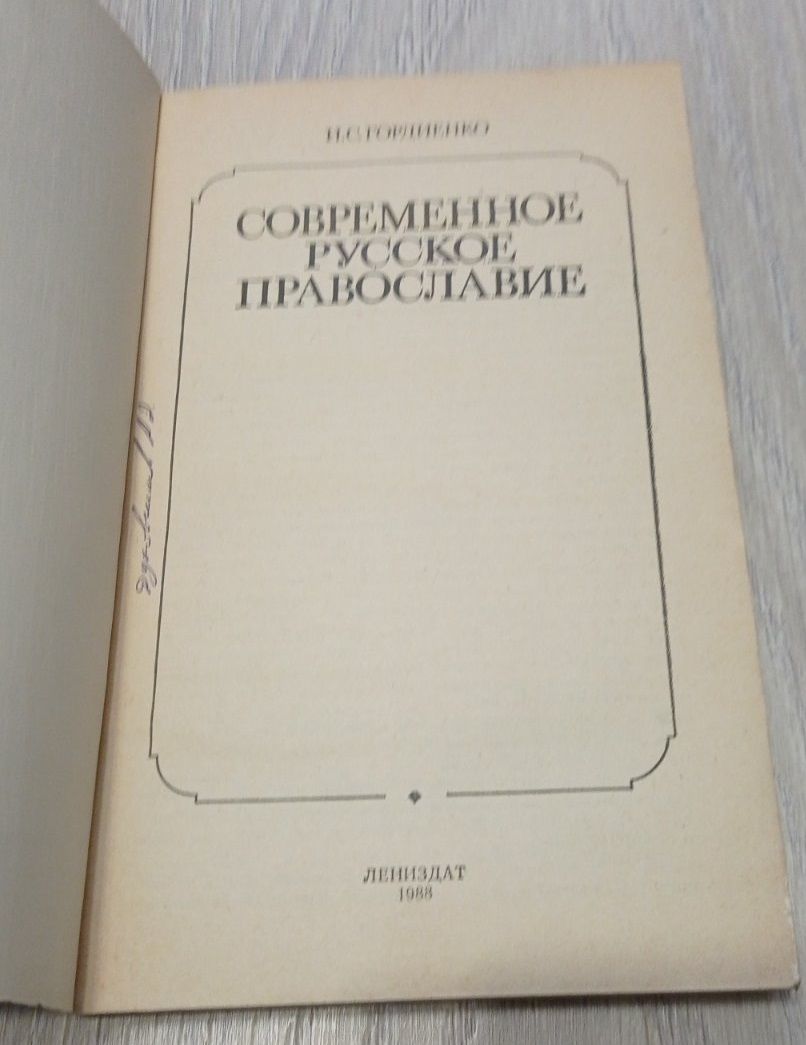 Н. С. ГОРДИЕНКО
СОВРЕМЕННОЕ
РУССКОЕ
ПРАВОСЛАВИЕ
ЛЕНИЗДАТ
1988